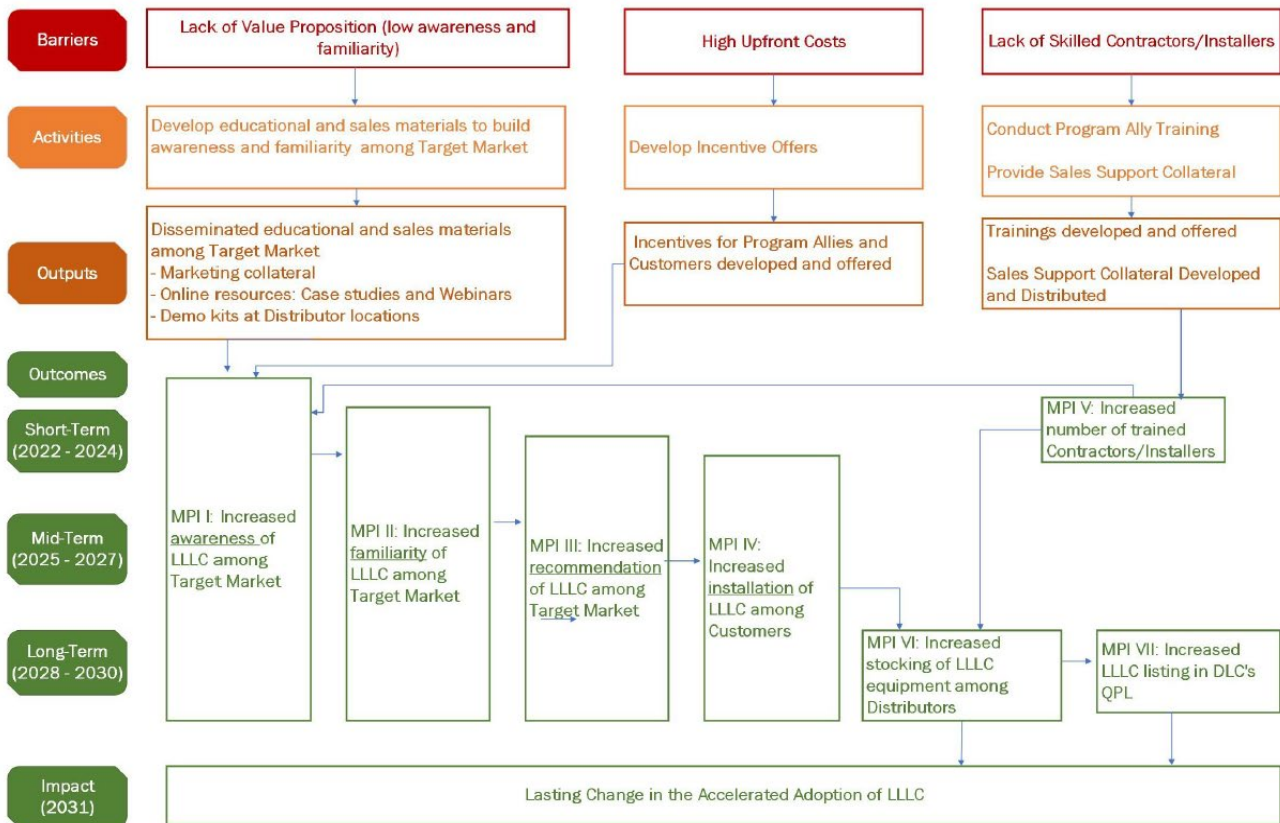 Barriers
Lack of Value Proposition (low awareness and
familiarity)
High Upfront Costs
Lack of Skilled Contractors/Installers
Activities
Develop educational and sales materials to build
awareness and familiarity among Target Market
Develop Incentive Offers
Conduct Program Ally Training
Provide Sales Support Collateral
Outputs
Disseminated educational and sales materials
among Target Market
- Marketing collateral
- Online resources: Case studies and Webinars
- Demo kits at Distributor locations
Incentives for Program Allies and
Customers developed and offered
Trainings developed and offered
Sales Support Collateral Developed
and Distributed
Outcomes
Short-Term
(2022 - 2024)
Mid-Term
(2025 - 2027)
Long-Term
(2028 - 2030)
MPI I: Increased
awareness of
LLLC among
Target Market
MPI II: Increased
familiarity of
LLLC among
Target Market
MPI III: Increased
recommendation
of LLLC among
Target Market
MPI IV:
Increased
installation of
LLLC among
Customers
MPI V: Increased
number of trained
Contractors/Installers
MPI VI: Increased
stocking of LLLC
equipment among
Distributors
MPI VII: Increased
LLLC listing in DLC's
QPL
Impact
(2031)
Lasting Change in the Accelerated Adoption of LLLC